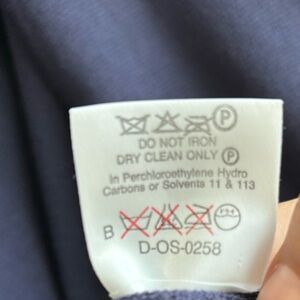 P
DO NOT IRON
DRY CLEAN ONLY P
In Perchloroethylene Hydro
Carbons or Solvents 11 & 113
B
D-OS-0258